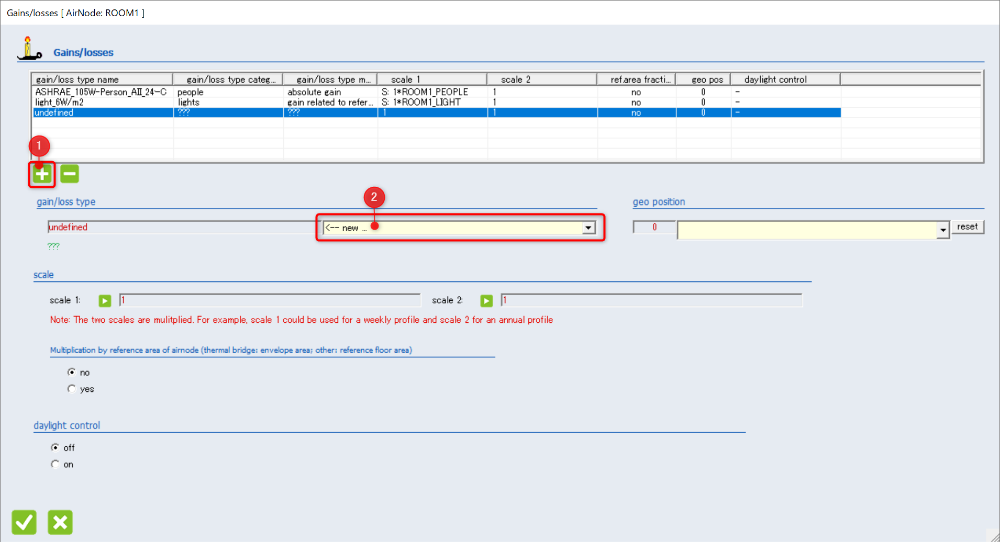 Gains/losses [ AirNode: ROOM1 ]
Gains/losses
gain/loss type name gain/loss type categ... gain/loss type m... scale 1 scale 2 ref.area fracti... geo pos daylight control
ASHRAE_105W-Person_AII_24~C people absolute gain S: 1*ROOM1_PEOPLE 1 no 0 -
light_6W/m2 lights gain related to refer... S: 1*ROOM1_LIGHT 1 no 0 -
undefined ??? ??? 1 1 no 0 -
1
2
gain/loss type geo position
undefined <-- new ... 0 reset
???
scale
scale 1: 1 scale 2: 1
Note: The two scales are mulitplied. For example, scale 1 could be used for a weekly profile and scale 2 for an annual profile
Multiplication by reference area of airnode (thermal bridge: envelope area; other: reference floor area)
no
yes
daylight control
off
on